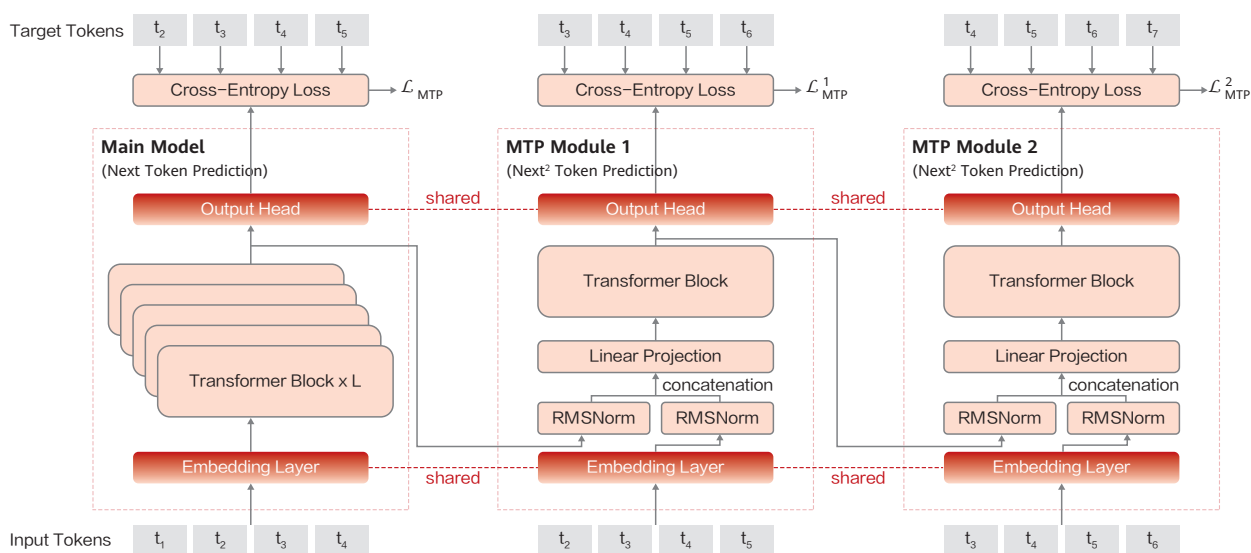 Target Tokens t₂ t₃ t₄ t₅ t₃ t₄ t₅ t₆ t₄ t₅ t₆ t₇
Cross-Entropy Loss ℒ MTP Cross-Entropy Loss ℒ¹ MTP Cross-Entropy Loss ℒ² MTP
Main Model MTP Module 1 MTP Module 2
(Next Token Prediction) (Next² Token Prediction) (Next² Token Prediction)
Output Head shared Output Head shared Output Head
Transformer Block Transformer Block
Linear Projection Linear Projection
Transformer Block x L concatenation concatenation
RMSNorm RMSNorm RMSNorm RMSNorm
Embedding Layer shared Embedding Layer shared Embedding Layer
Input Tokens t₁ t₂ t₃ t₄ t₂ t₃ t₄ t₅ t₃ t₄ t₅ t₆